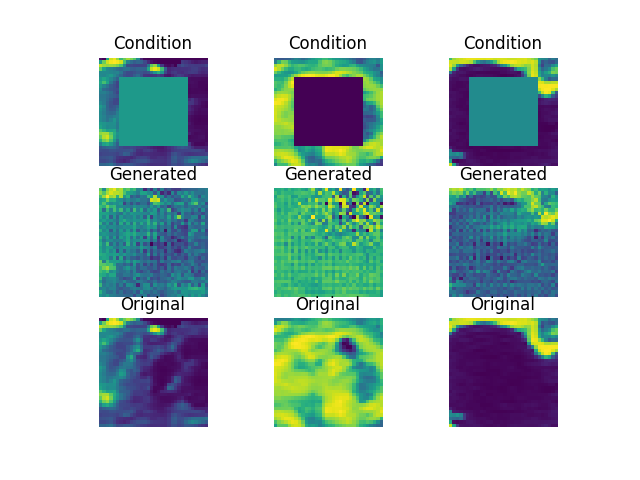 Condition Condition Condition
Generated Generated Generated
Original Original Original